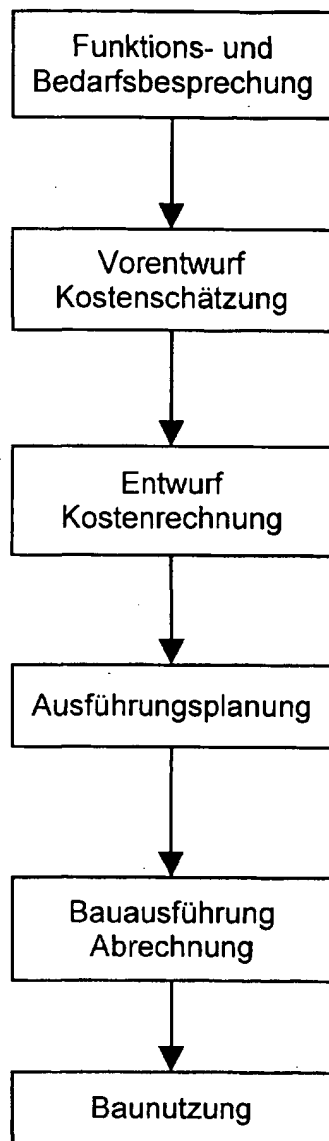 Funktions- und
Bedarfsbesprechung
Vorentwurf
Kostenschätzung
Entwurf
Kostenrechnung
Ausführungsplanung
Bauausführung
Abrechnung
Baunutzung